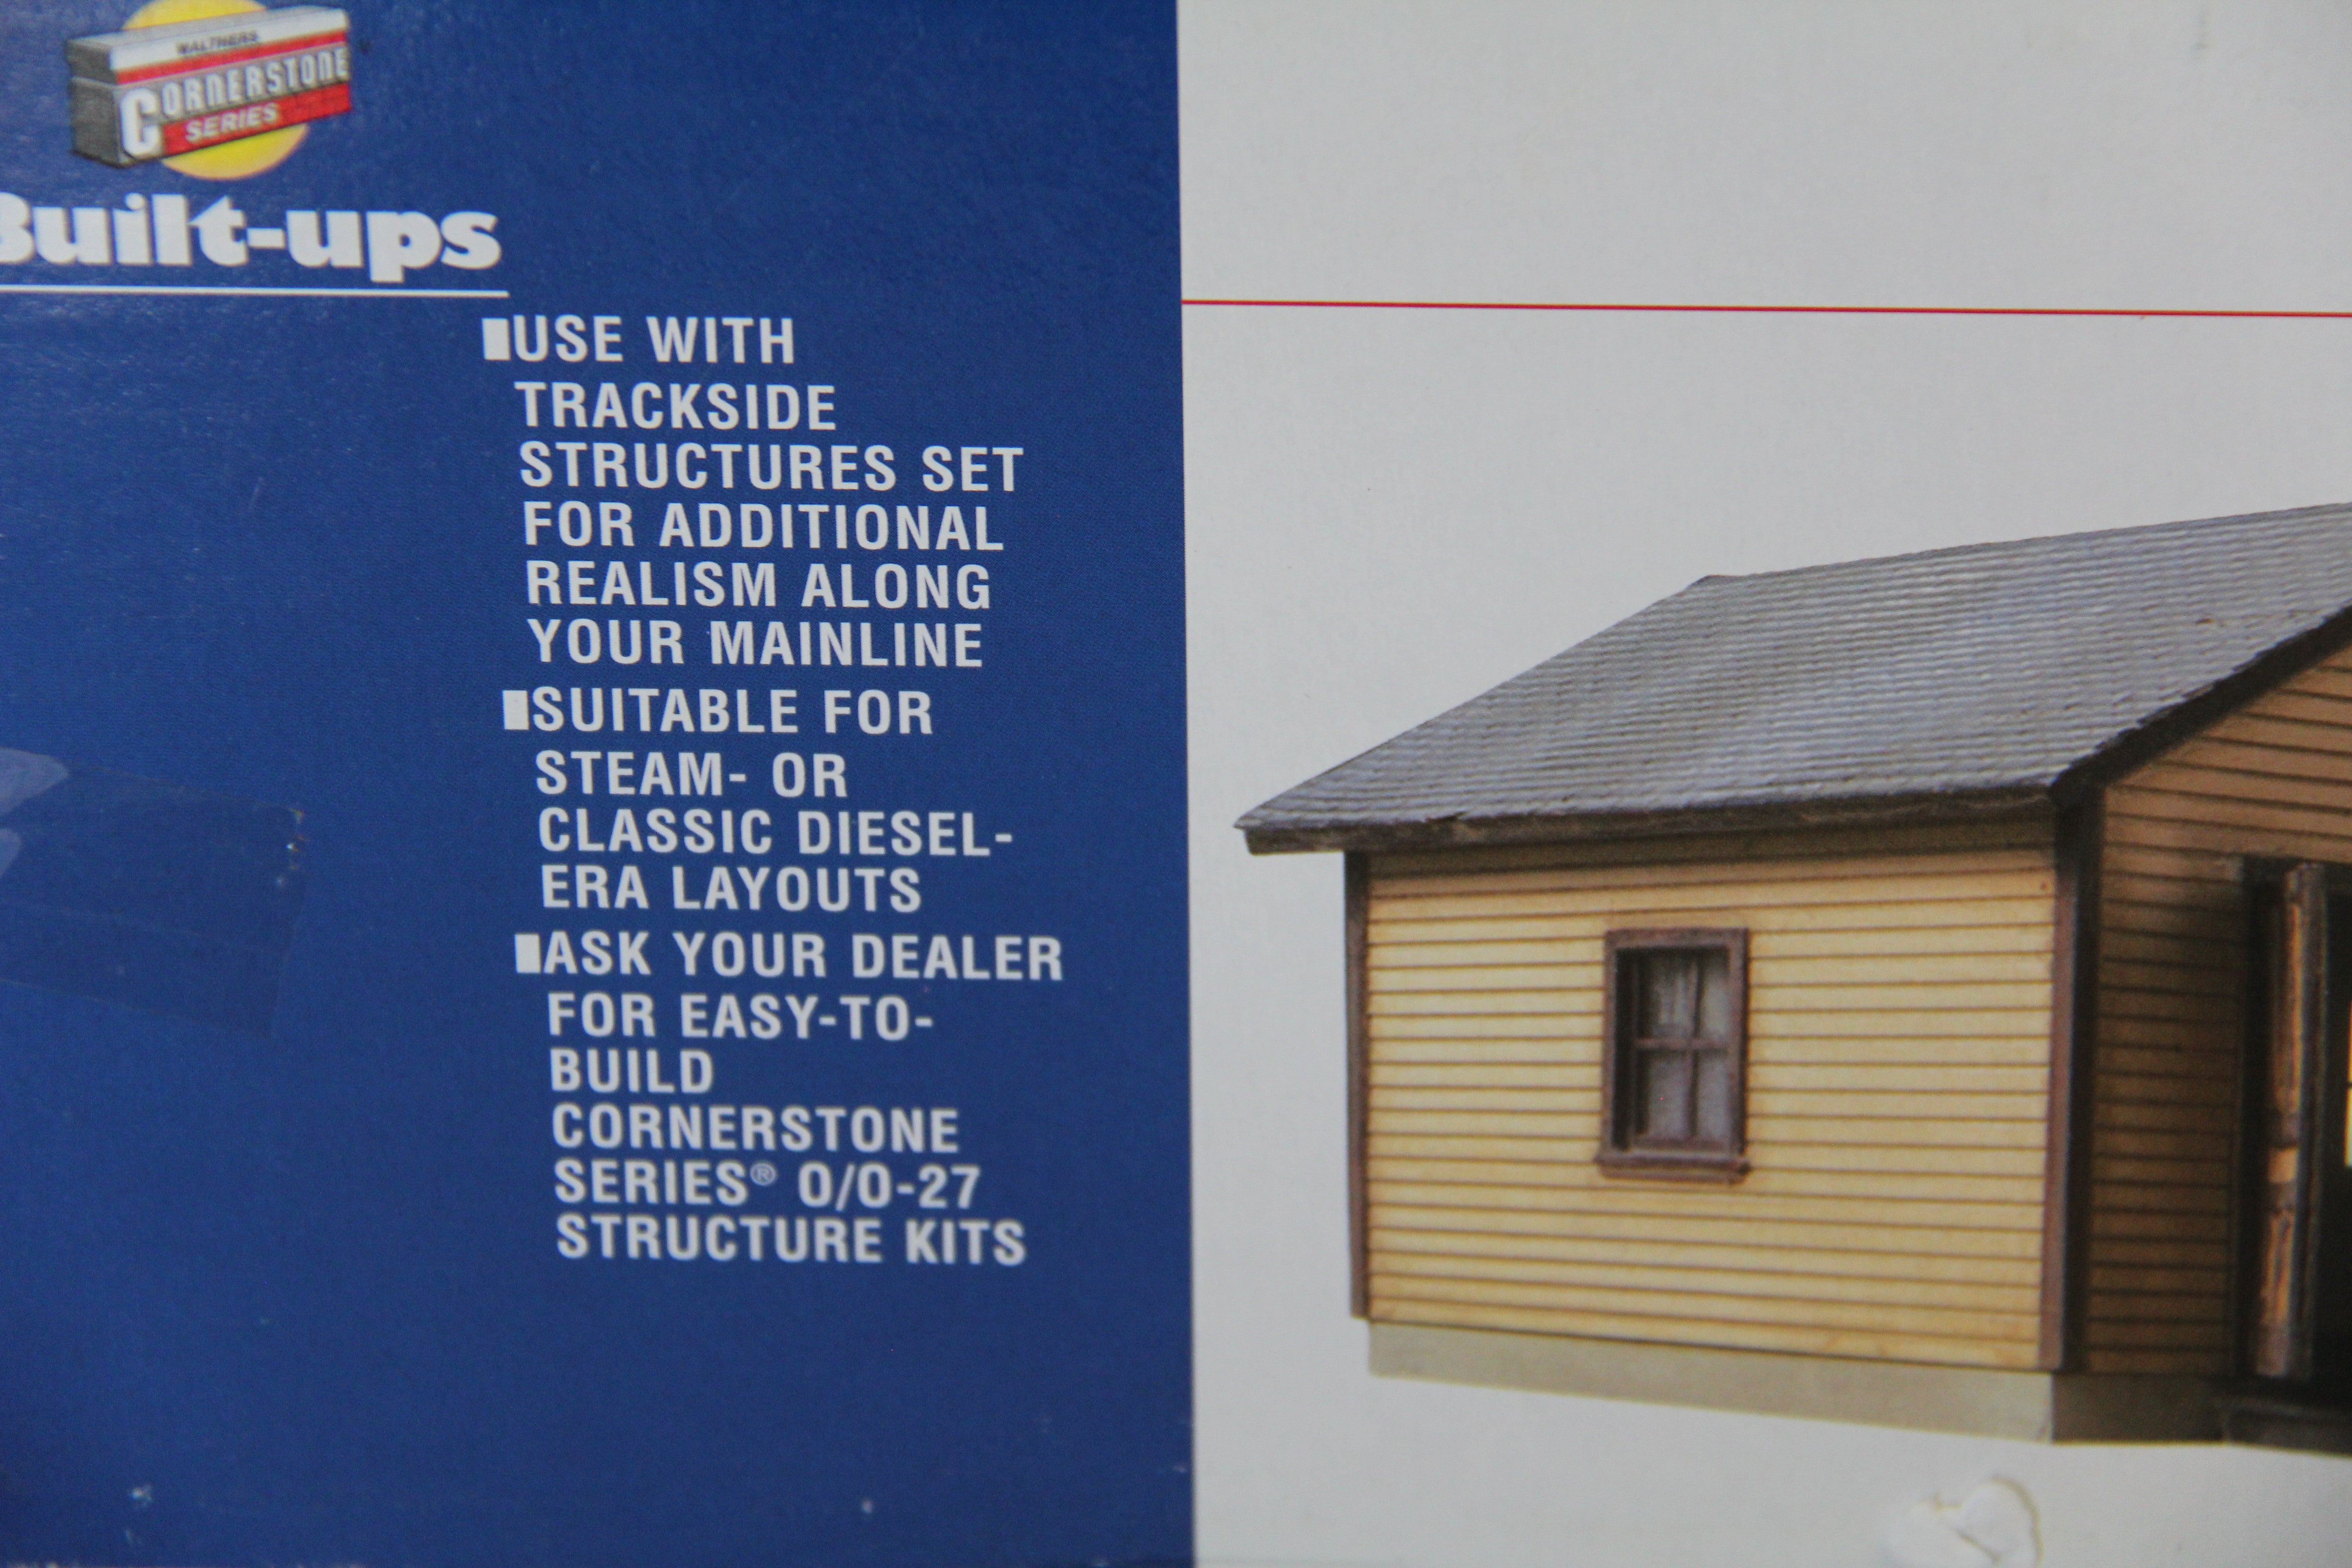 WALTHERS
CORNERSTONE
SERIES
Built-ups
USE WITH
TRACKSIDE
STRUCTURES SET
FOR ADDITIONAL
REALISM ALONG
YOUR MAINLINE
SUITABLE FOR
STEAM- OR
CLASSIC DIESEL-
ERA LAYOUTS
ASK YOUR DEALER
FOR EASY-TO-
BUILD
CORNERSTONE
SERIES® O/O-27
STRUCTURE KITS